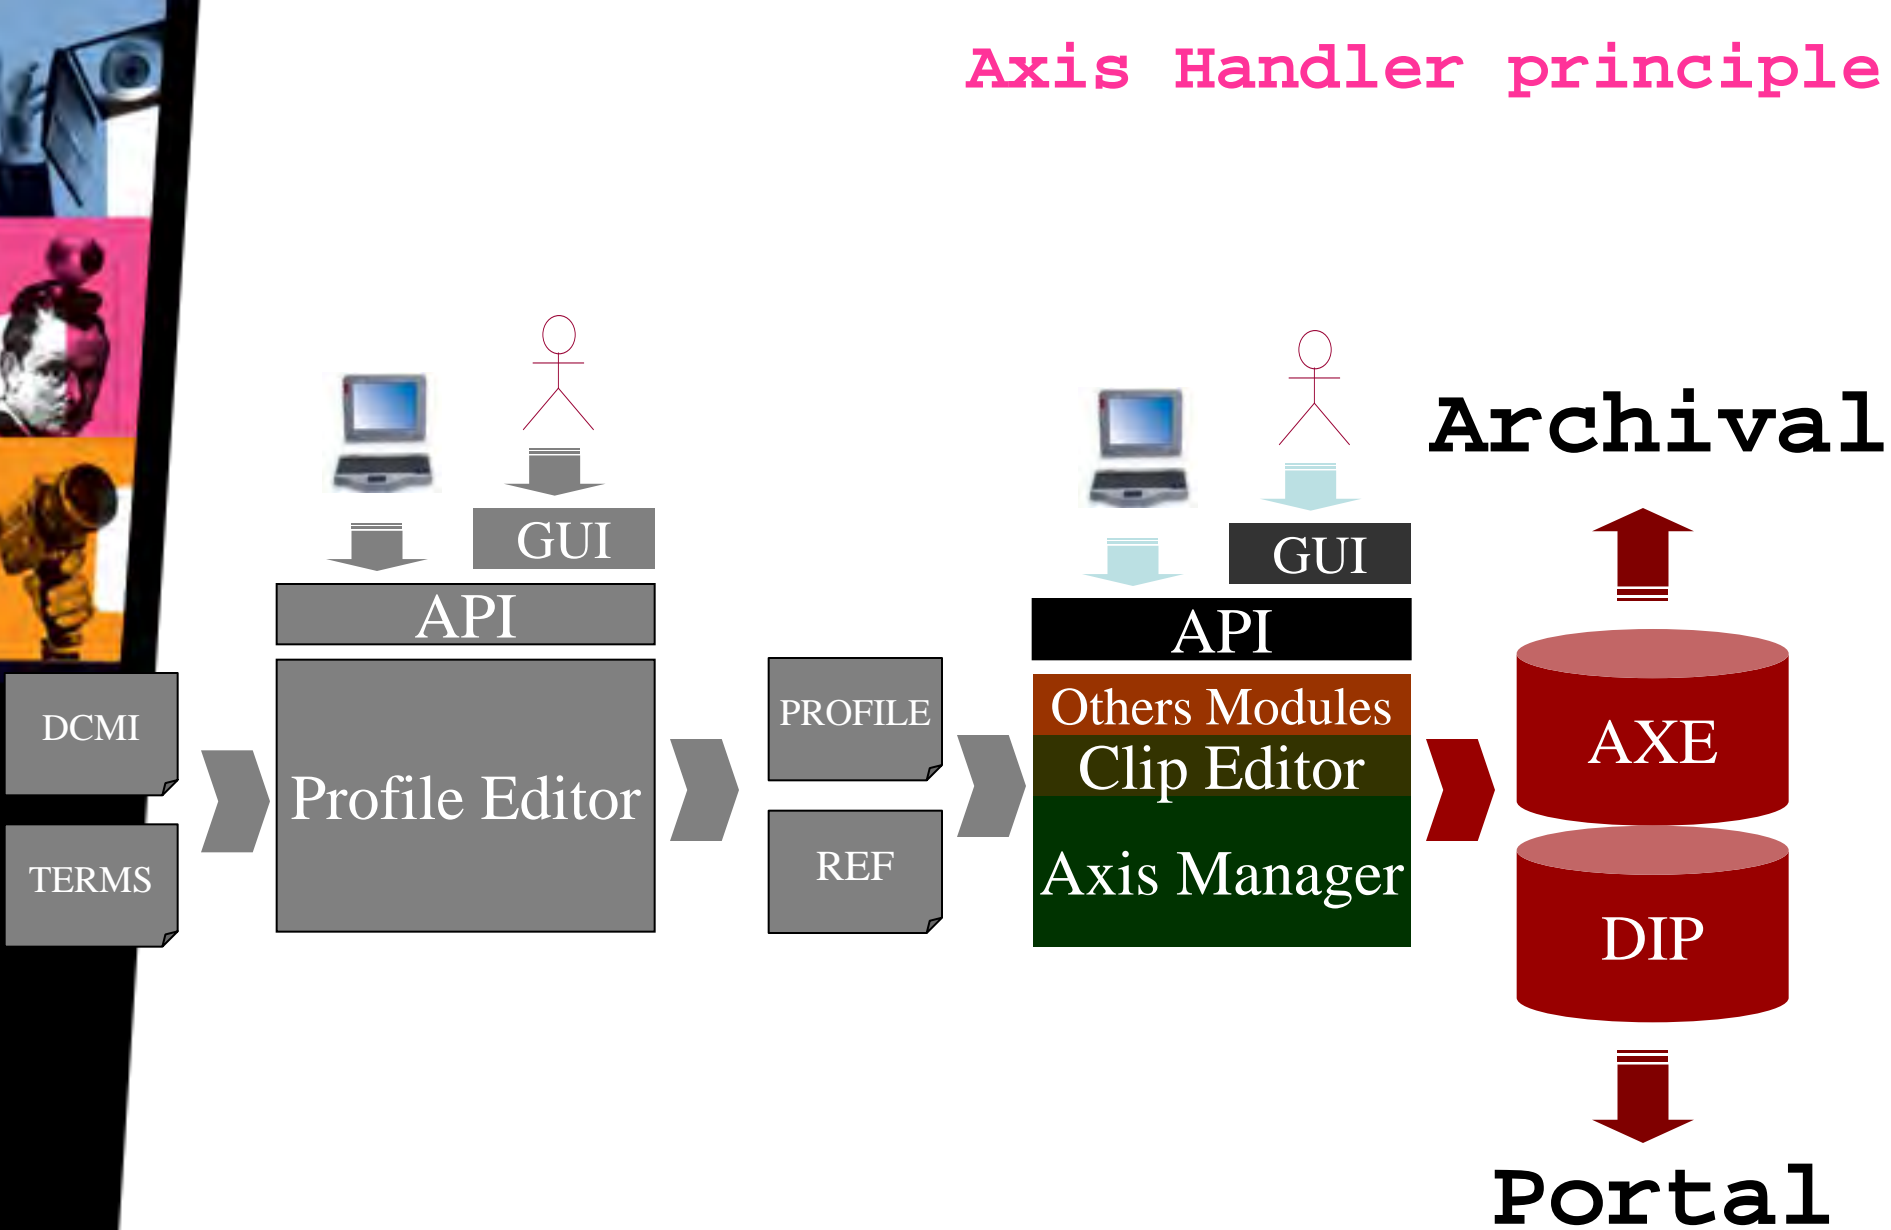 Axis Handler principle
Archival
GUI
GUI
API
API
DCMI
TERMS
Profile Editor
PROFILE
REF
Others Modules
Clip Editor
Axis Manager
AXE
DIP
Portal